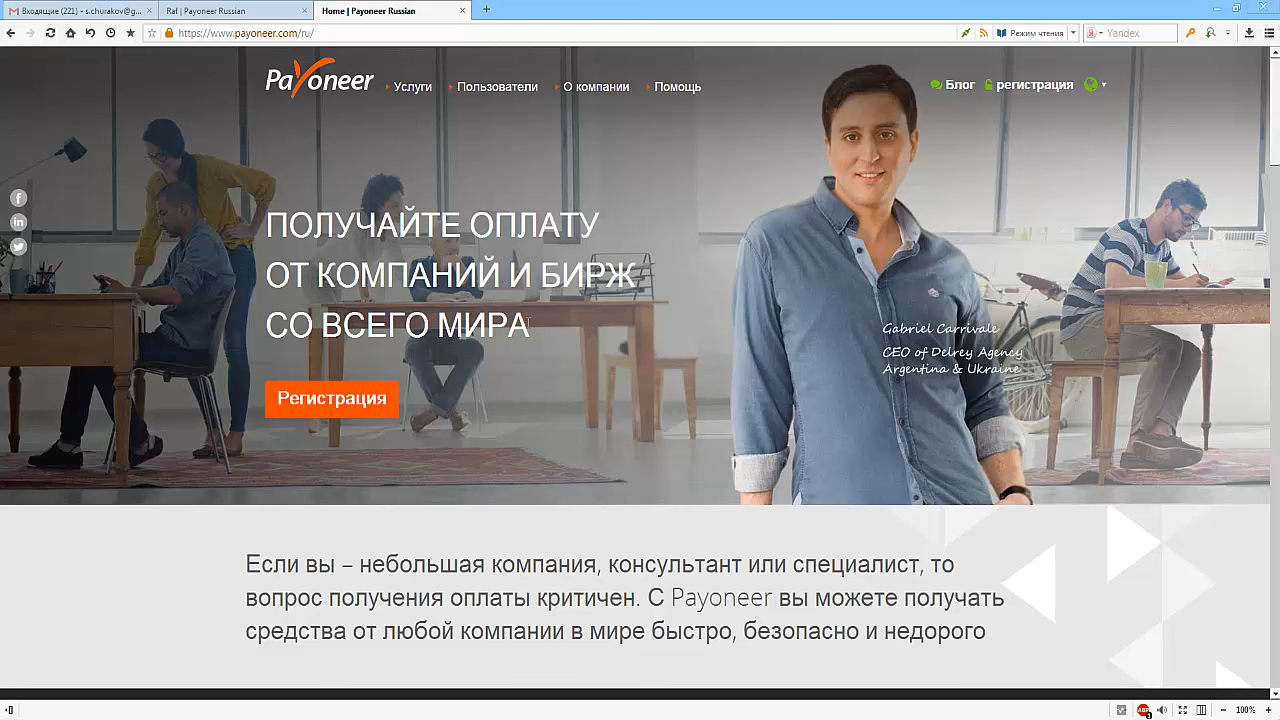 Входящие (221) - s.churakov@g...
Raf | Payoneer Russian
Home | Payoneer Russian
https://www.payoneer.com/ru/
Режим чтения
Yandex
Payoneer
Услуги
Пользователи
О компании
Помощь
Блог
регистрация
ПОЛУЧАЙТЕ ОПЛАТУ
ОТ КОМПАНИЙ И БИРЖ
СО ВСЕГО МИРА
Регистрация
Gabriel Carrivale
CEO of Delrey Agency
Argentina & Ukraine
Если вы – небольшая компания, консультант или специалист, то
вопрос получения оплаты критичен. С Payoneer вы можете получать
средства от любой компании в мире быстро, безопасно и недорого
ABP
100%